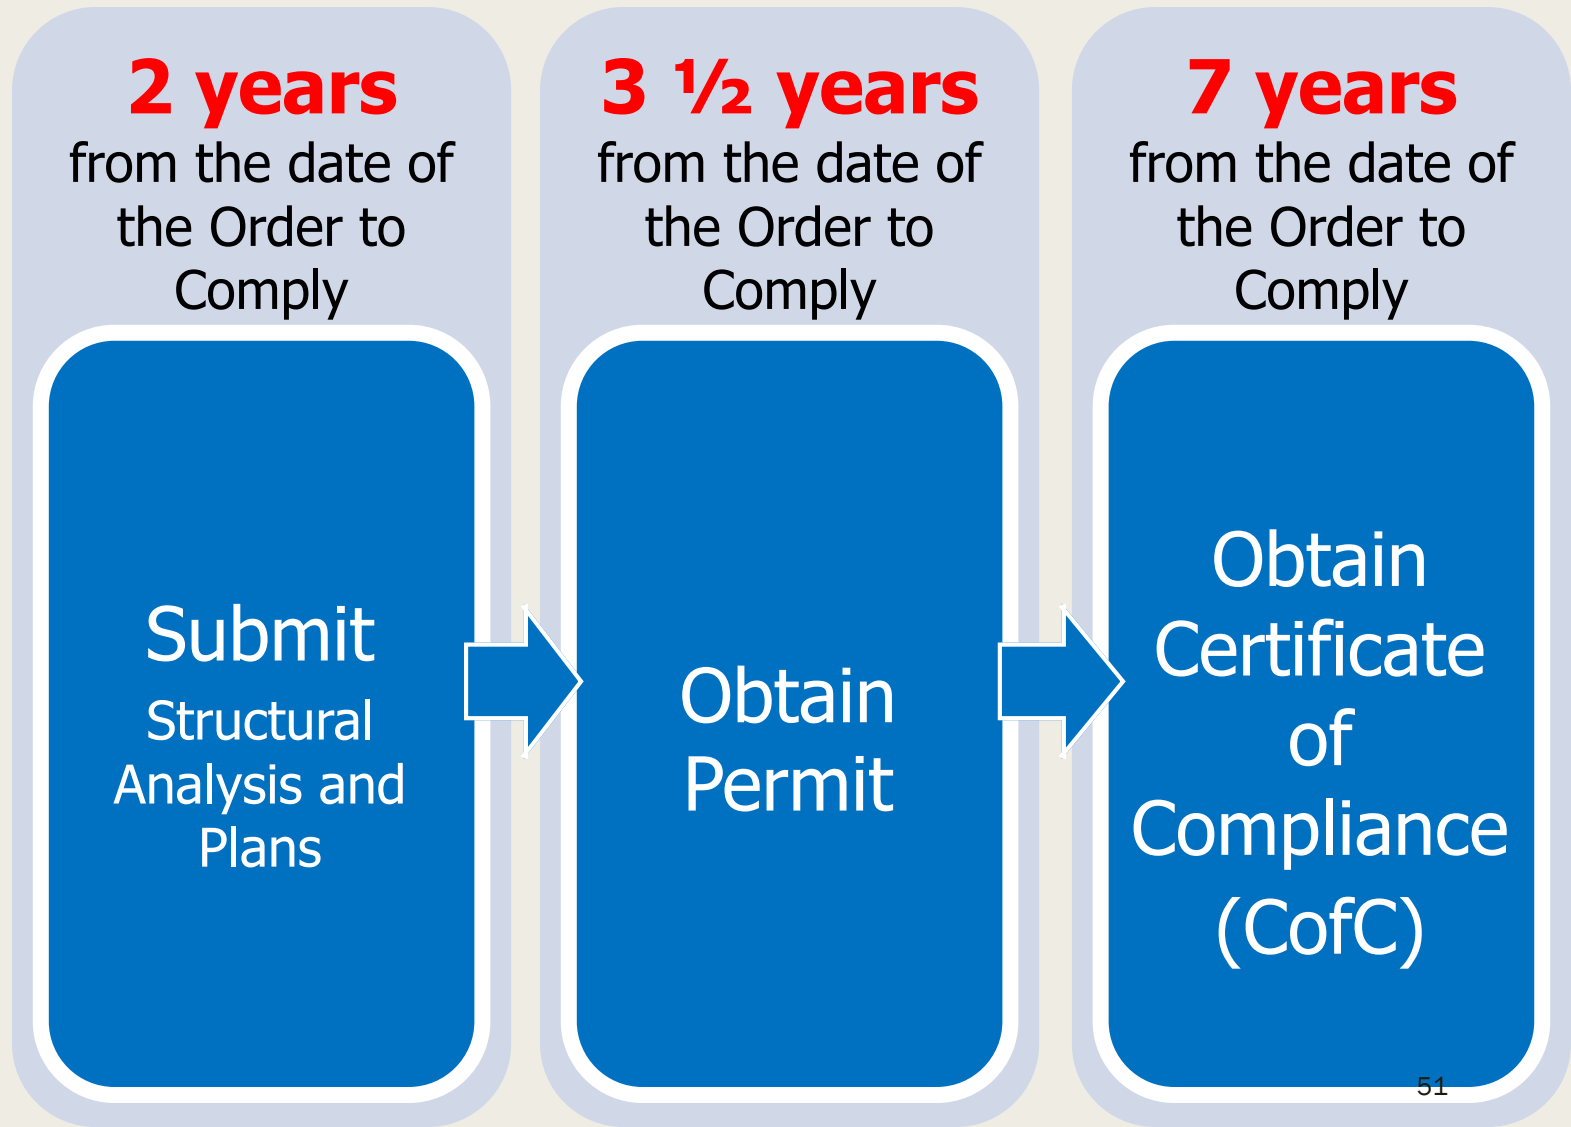 2 years
from the date of
the Order to
Comply
Submit
Structural
Analysis and
Plans
3 ½ years
from the date of
the Order to
Comply
Obtain
Permit
7 years
from the date of
the Order to
Comply
Obtain
Certificate
of
Compliance
(CofC)
51